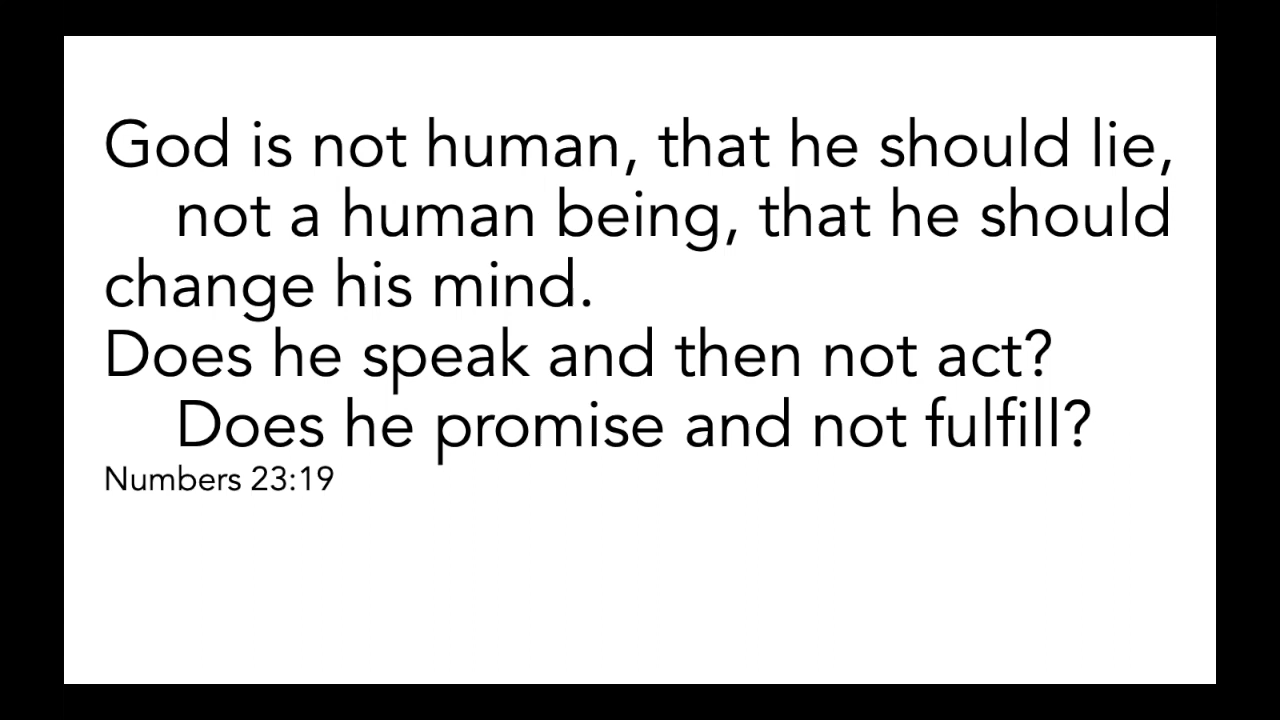 God is not human, that he should lie,
not a human being, that he should
change his mind.
Does he speak and then not act?
Does he promise and not fulfill?
Numbers 23:19